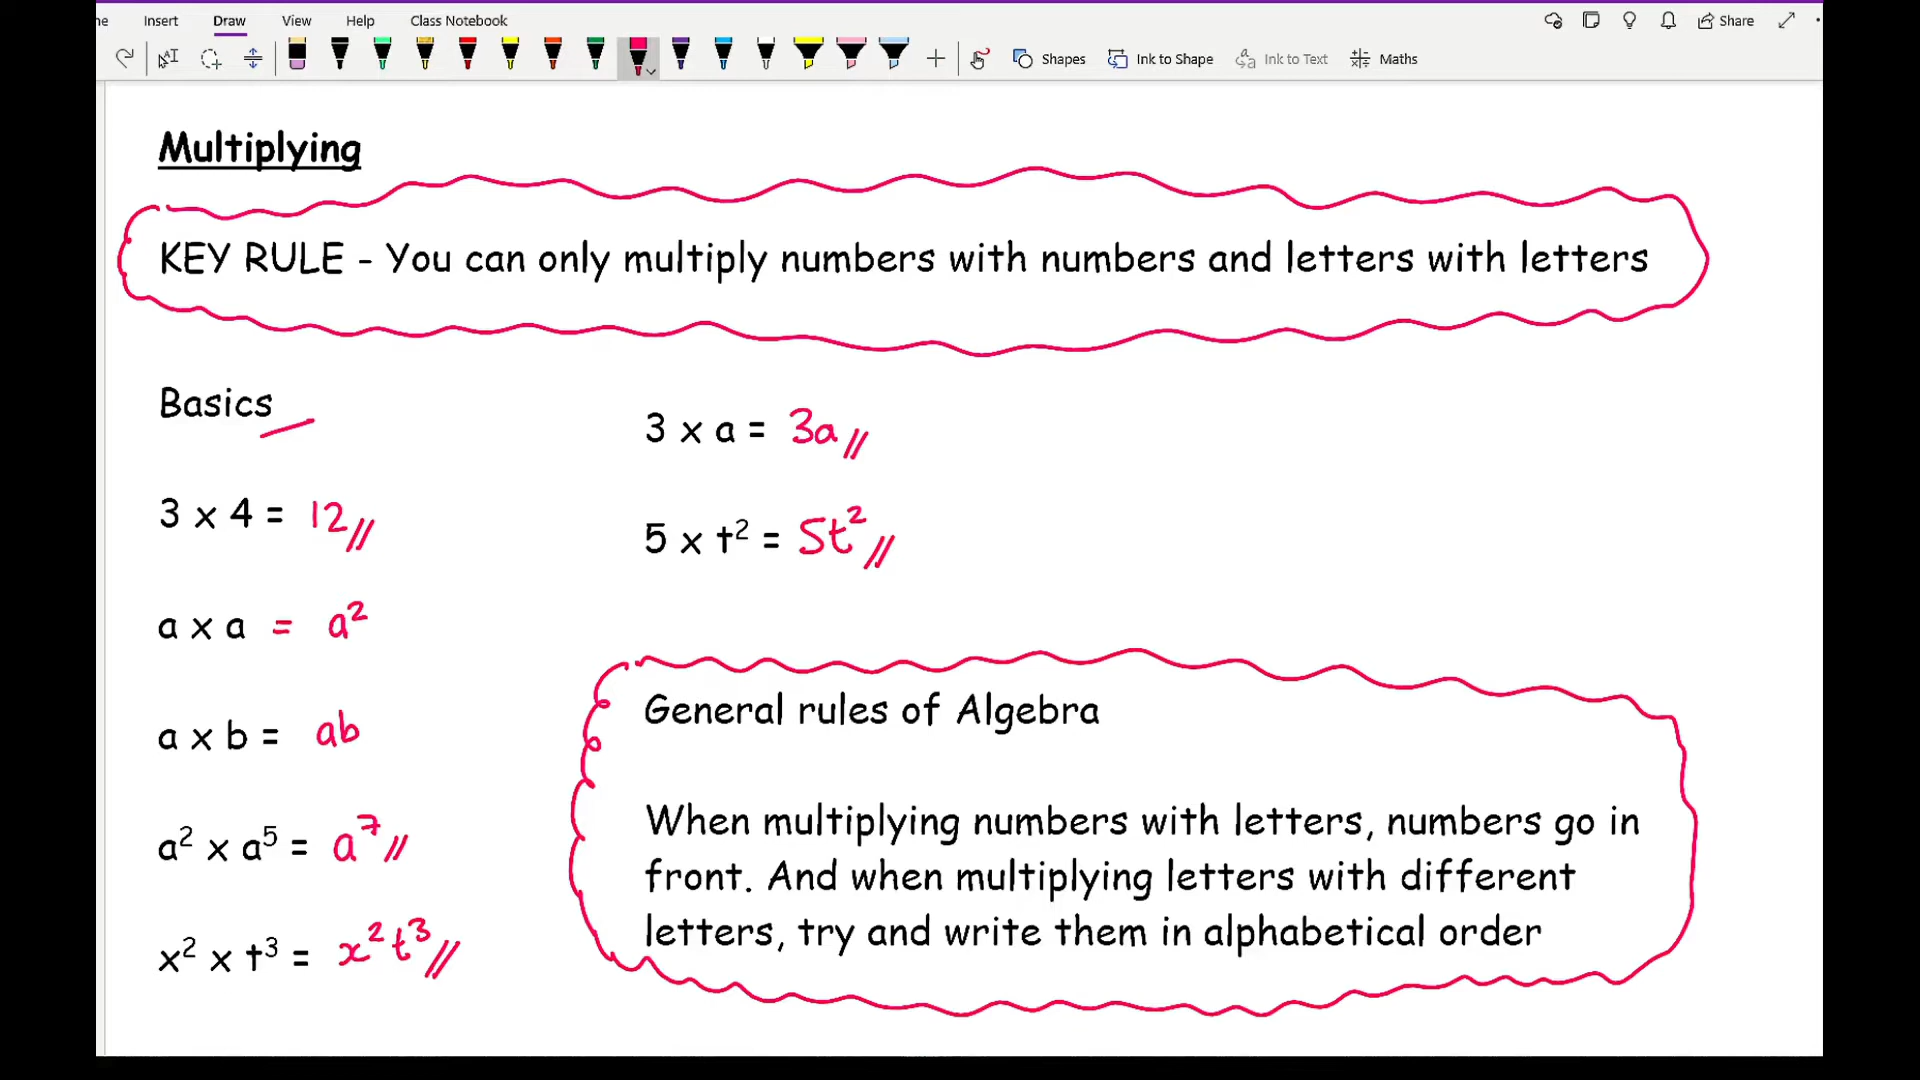 Insert Draw View Help Class Notebook Share
Shapes Ink to Shape Ink to Text Maths
Multiplying
KEY RULE - You can only multiply numbers with numbers and letters with letters
Basics
3 x a = 3a
3 x 4 = 12
5 x t² = 5t²
a x a = a²
a x b = ab
a² x a⁵ = a⁷
x² x t³ = x²t³
General rules of Algebra
When multiplying numbers with letters, numbers go in
front. And when multiplying letters with different
letters, try and write them in alphabetical order